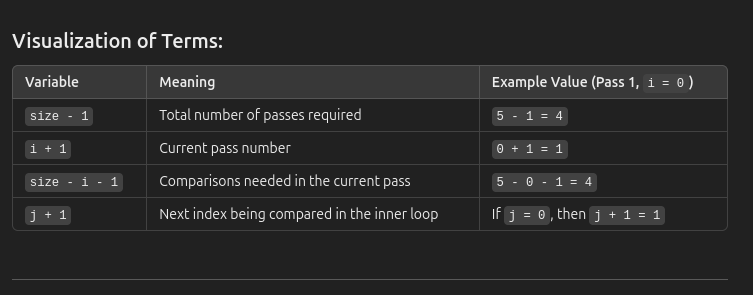 Visualization of Terms:
Variable Meaning Example Value (Pass 1, i = 0 )
size - 1 Total number of passes required 5 - 1 = 4
i + 1 Current pass number 0 + 1 = 1
size - i - 1 Comparisons needed in the current pass 5 - 0 - 1 = 4
j + 1 Next index being compared in the inner loop If j = 0 , then j + 1 = 1